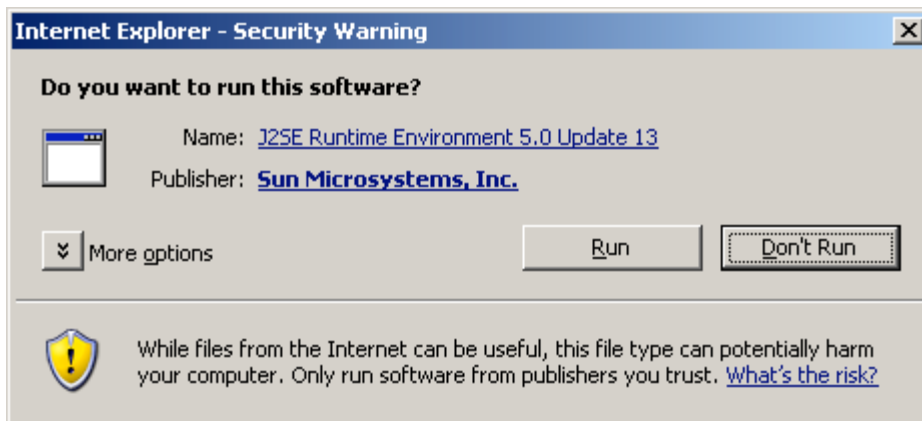 Internet Explorer - Security Warning
Do you want to run this software?
Name: J2SE Runtime Environment 5.0 Update 13
Publisher: Sun Microsystems, Inc.
More options
Run
Don't Run
While files from the Internet can be useful, this file type can potentially harm
your computer. Only run software from publishers you trust. What's the risk?